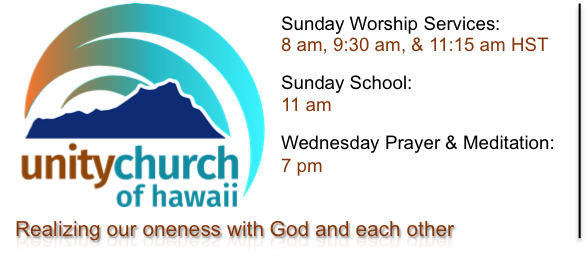 unitychurch
of hawaii
Sunday Worship Services:
8 am, 9:30 am, & 11:15 am HST
Sunday School:
11 am
Wednesday Prayer & Meditation:
7 pm
Realizing our oneness with God and each other